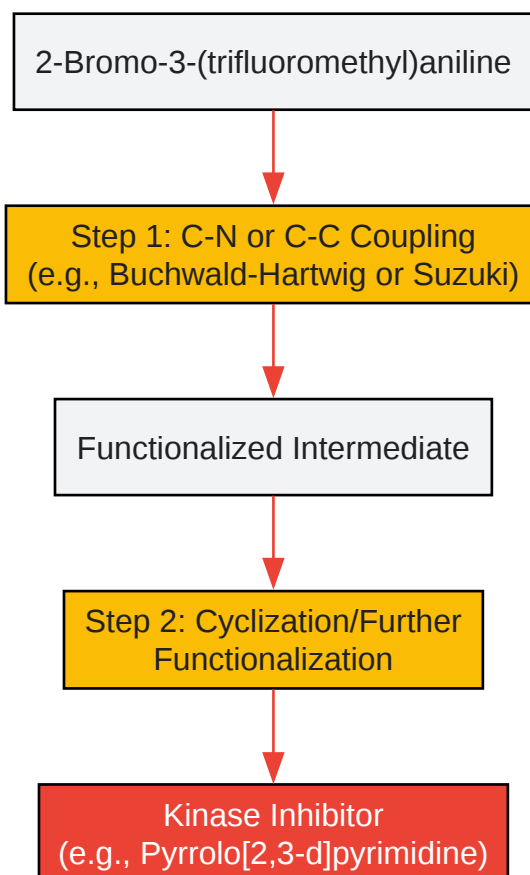 2-Bromo-3-(trifluoromethyl)aniline
Step 1: C-N or C-C Coupling
(e.g., Buchwald-Hartwig or Suzuki)
Functionalized Intermediate
Step 2: Cyclization/Further
Functionalization
Kinase Inhibitor
(e.g., Pyrrolo[2,3-d]pyrimidine)